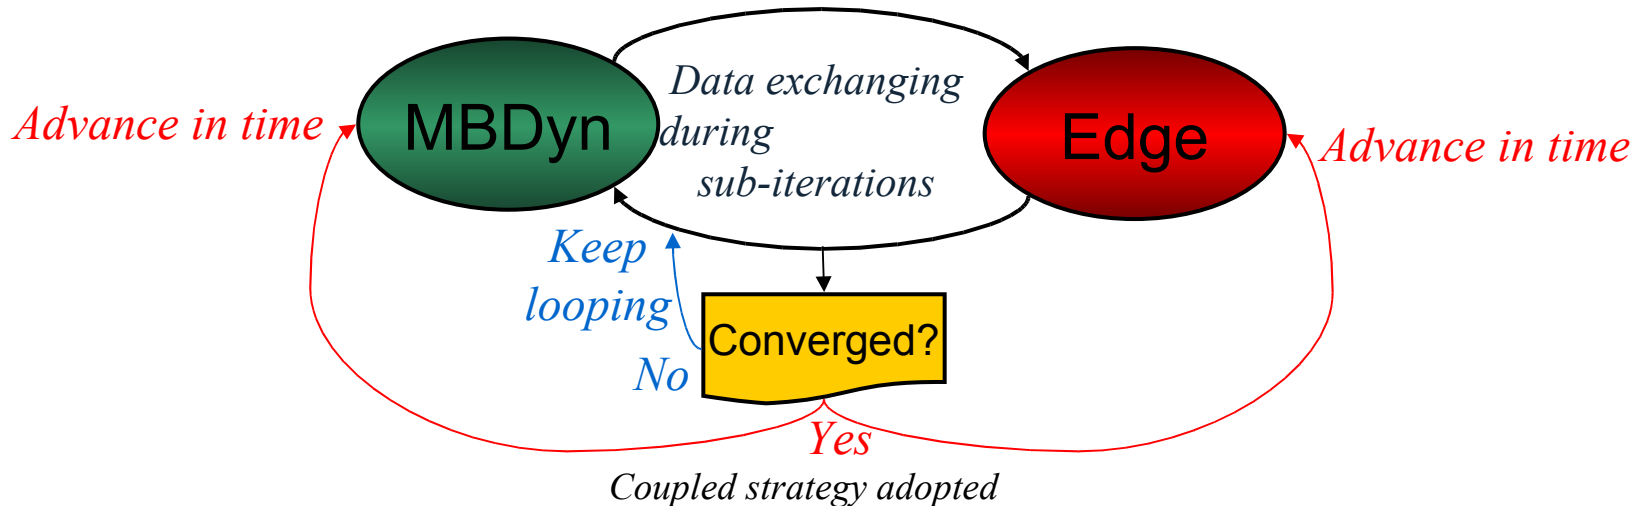 Data exchanging
during
sub-iterations
MBDyn
Edge
Advance in time
Advance in time
Keep
looping
No
Converged?
Yes
Coupled strategy adopted